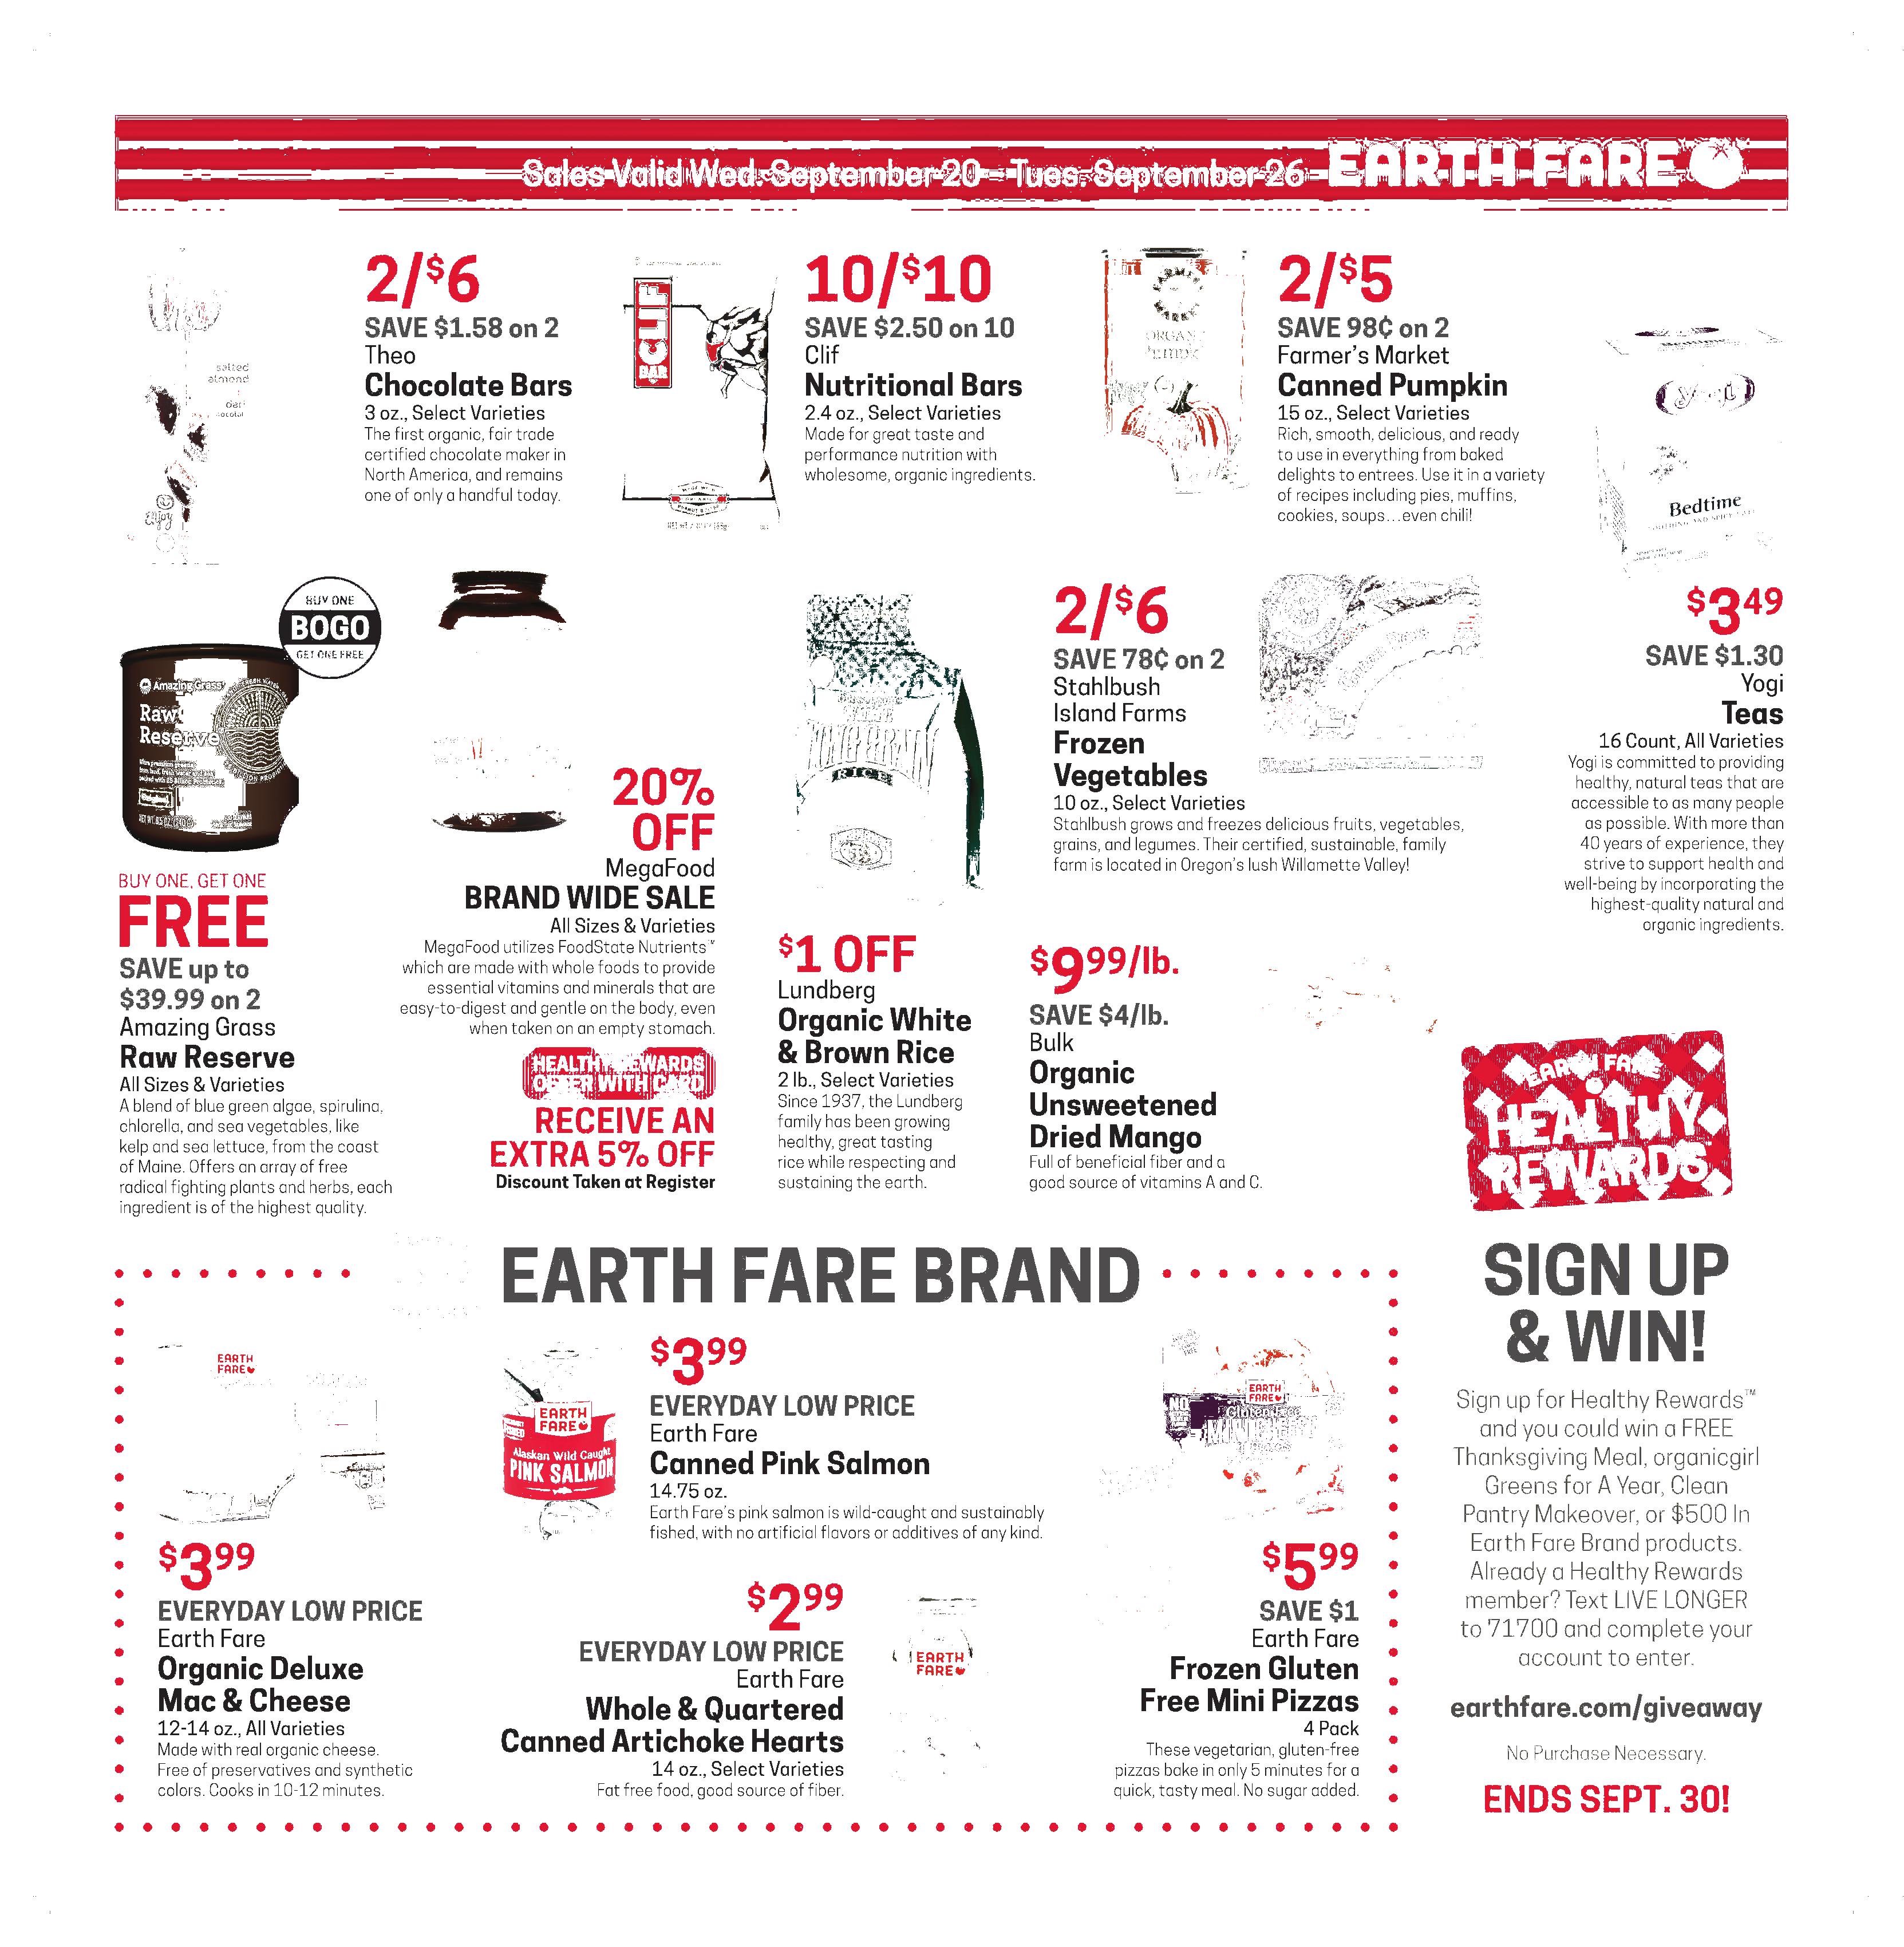 Sales Valid Wed. September 20 - Tues. September 26 EARTH FARE
salted
almond
Enjoy
2/$6
SAVE $1.58 on 2
Theo
Chocolate Bars
3 oz., Select Varieties
The first organic, fair trade
certified chocolate maker in
North America, and remains
one of only a handful today.
CLIF
BAR
10/$10
SAVE $2.50 on 10
Clif
Nutritional Bars
2.4 oz., Select Varieties
Made for great taste and
performance nutrition with
wholesome, organic ingredients.
2/$5
SAVE 98¢ on 2
Farmer's Market
Canned Pumpkin
15 oz., Select Varieties
Rich, smooth, delicious, and ready
to use in everything from baked
delights to entrees. Use it in a variety
of recipes including pies, muffins,
cookies, soups...even chili!
Bedtime
$3.49
SAVE $1.30
Yogi
Teas
16 Count, All Varieties
Yogi is committed to providing
healthy, natural teas that are
accessible to as many people
as possible. With more than
40 years of experience, they
strive to support health and
well-being by incorporating the
highest-quality natural and
organic ingredients.
BUY ONE
BOGO
GET ONE FREE
Amazing Grass
Raw
Reserve
BUY ONE, GET ONE
FREE
SAVE up to
$39.99 on 2
Amazing Grass
Raw Reserve
All Sizes & Varieties
A blend of blue green algae, spirulina,
chlorella, and sea vegetables, like
kelp and sea lettuce, from the coast
of Maine. Offers an array of free
radical fighting plants and herbs, each
ingredient is of the highest quality.
20%
OFF
MegaFood
BRAND WIDE SALE
All Sizes & Varieties
MegaFood utilizes FoodState Nutrients™
which are made with whole foods to provide
essential vitamins and minerals that are
easy-to-digest and gentle on the body, even
when taken on an empty stomach.
HEALTHY REWARDS
OFFER WITH CARD
RECEIVE AN
EXTRA 5% OFF
Discount Taken at Register
RICE
$1 OFF
Lundberg
Organic White
& Brown Rice
2 lb., Select Varieties
Since 1937, the Lundberg
family has been growing
healthy, great tasting
rice while respecting and
sustaining the earth.
2/$6
SAVE 78¢ on 2
Stahlbush
Island Farms
Frozen
Vegetables
10 oz., Select Varieties
Stahlbush grows and freezes delicious fruits, vegetables,
grains, and legumes. Their certified, sustainable, family
farm is located in Oregon's lush Willamette Valley!
$9.99/lb.
SAVE $4/lb.
Bulk
Organic
Unsweetened
Dried Mango
Full of beneficial fiber and a
good source of vitamins A and C.
EARTH FARE
HEALTHY
REWARDS
SIGN UP
& WIN!
Sign up for Healthy Rewards™
and you could win a FREE
Thanksgiving Meal, organicgirl
Greens for A Year, Clean
Pantry Makeover, or $500 In
Earth Fare Brand products.
Already a Healthy Rewards
member? Text LIVE LONGER
to 71700 and complete your
account to enter.
earthfare.com/giveaway
No Purchase Necessary.
ENDS SEPT. 30!
EARTH FARE BRAND
EARTH
FARE
$3.99
EVERYDAY LOW PRICE
Earth Fare
Organic Deluxe
Mac & Cheese
12-14 oz., All Varieties
Made with real organic cheese.
Free of preservatives and synthetic
colors. Cooks in 10-12 minutes.
EARTH
FARE
Alaskan Wild Caught
PINK SALMON
$3.99
EVERYDAY LOW PRICE
Earth Fare
Canned Pink Salmon
14.75 oz.
Earth Fare's pink salmon is wild-caught and sustainably
fished, with no artificial flavors or additives of any kind.
$2.99
EVERYDAY LOW PRICE
Earth Fare
Whole & Quartered
Canned Artichoke Hearts
14 oz., Select Varieties
Fat free food, good source of fiber.
EARTH
FARE
EARTH
FARE
$5.99
SAVE $1
Earth Fare
Frozen Gluten
Free Mini Pizzas
4 Pack
These vegetarian, gluten-free
pizzas bake in only 5 minutes for a
quick, tasty meal. No sugar added.